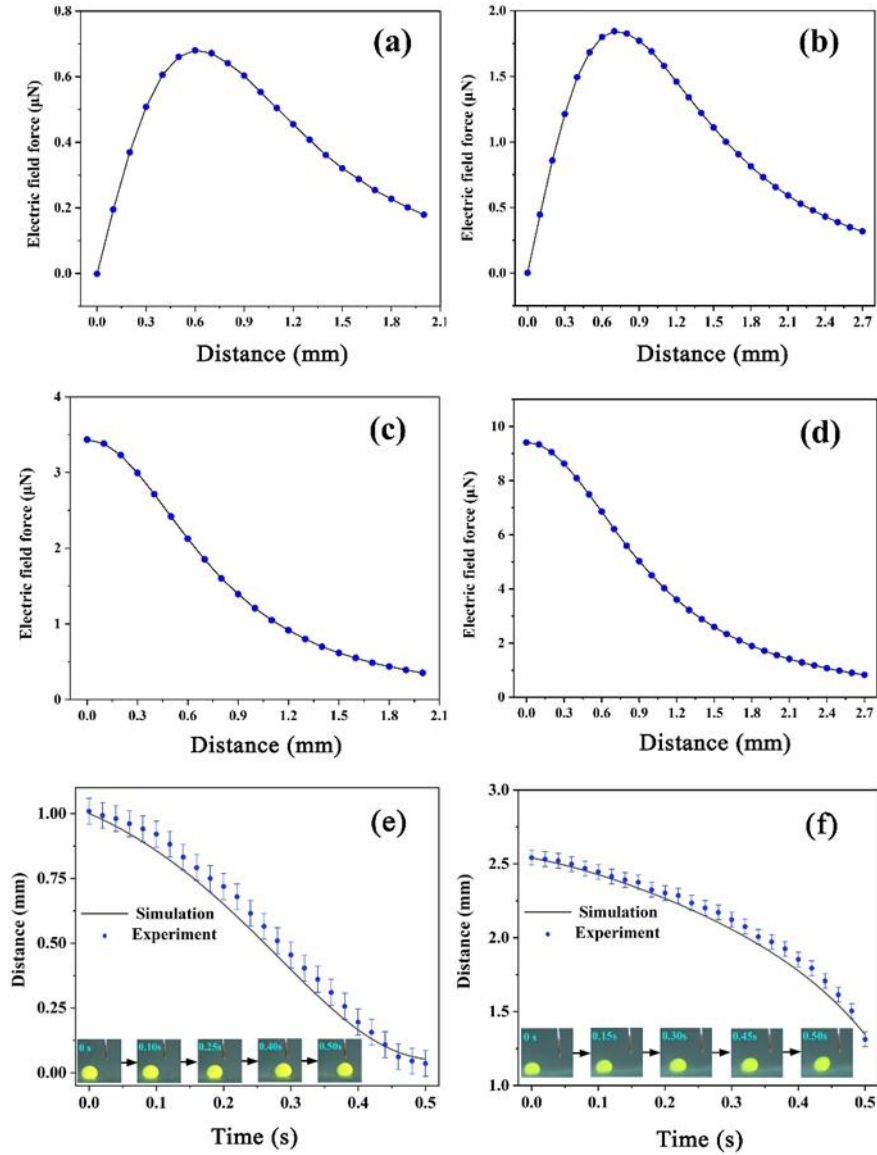 (a)
Electric field force (μN)
0.8
0.6
0.4
0.2
0.0
0.0 0.3 0.6 0.9 1.2 1.5 1.8 2.1
Distance (mm)
(b)
Electric field force (μN)
2.0
1.5
1.0
0.5
0.0
0.0 0.3 0.6 0.9 1.2 1.5 1.8 2.1 2.4 2.7
Distance (mm)
(c)
Electric field force (μN)
4
3
2
1
0
0.0 0.3 0.6 0.9 1.2 1.5 1.8 2.1
Distance (mm)
(d)
Electric field force (μN)
10
8
6
4
2
0
0.0 0.3 0.6 0.9 1.2 1.5 1.8 2.1 2.4 2.7
Distance (mm)
(e)
Distance (mm)
1.00
0.75
0.50
0.25
0.00
Simulation
Experiment
0 s 0.10s 0.25s 0.40s 0.50s
0.0 0.1 0.2 0.3 0.4 0.5
Time (s)
(f)
Distance (mm)
3.0
2.5
2.0
1.5
1.0
Simulation
Experiment
0 s 0.15s 0.30s 0.45s 0.50s
0.0 0.1 0.2 0.3 0.4 0.5
Time (s)